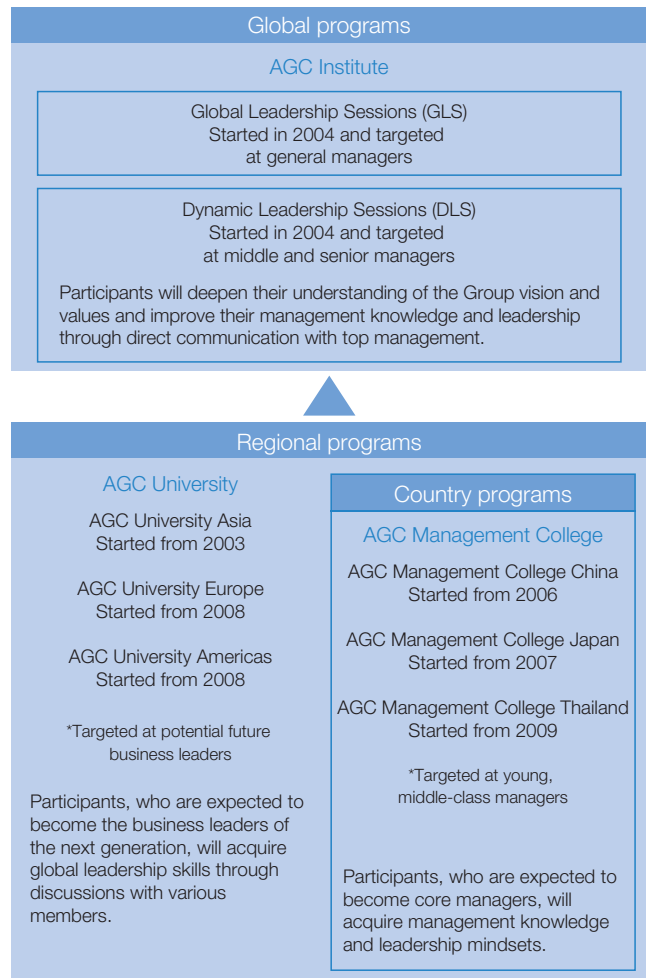 Global programs
AGC Institute
Global Leadership Sessions (GLS)
Started in 2004 and targeted
at general managers
Dynamic Leadership Sessions (DLS)
Started in 2004 and targeted
at middle and senior managers
Participants will deepen their understanding of the Group vision and
values and improve their management knowledge and leadership
through direct communication with top management.
Regional programs
AGC University
AGC University Asia
Started from 2003
AGC University Europe
Started from 2008
AGC University Americas
Started from 2008
*Targeted at potential future
business leaders
Participants, who are expected to
become the business leaders of
the next generation, will acquire
global leadership skills through
discussions with various
members.
Country programs
AGC Management College
AGC Management College China
Started from 2006
AGC Management College Japan
Started from 2007
AGC Management College Thailand
Started from 2009
*Targeted at young,
middle-class managers
Participants, who are expected to
become core managers, will
acquire management knowledge
and leadership mindsets.